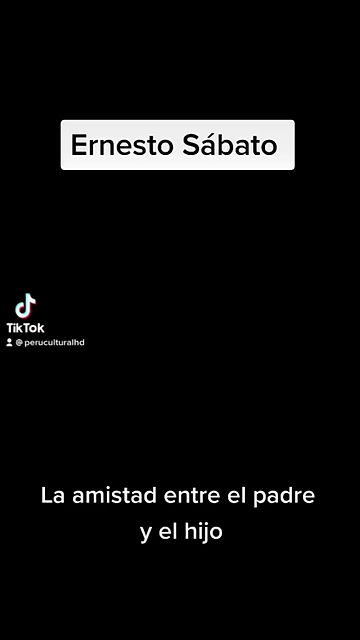 Ernesto Sábato
TikTok
@peruculturalhd
La amistad entre el padre
y el hijo